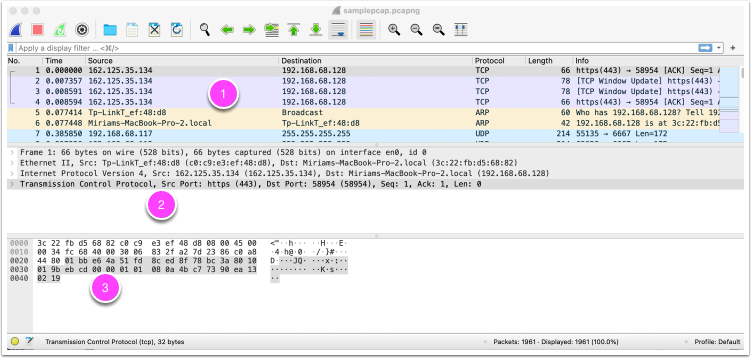 samplepcap.pcapng
Apply a display filter ... <⌘/>
No. Time Source Destination Protocol Length Info
1 0.000000 162.125.35.134 192.168.68.128 TCP 66 https(443) → 58954 [ACK] Seq=1 A
2 0.007357 162.125.35.134 192.168.68.128 TCP 78 [TCP Window Update] https(443) →
3 0.008591 162.125.35.134 192.168.68.128 TCP 78 [TCP Window Update] https(443) →
4 0.008594 162.125.35.134 192.168.68.128 TCP 66 https(443) → 58954 [ACK] Seq=1 A
1
5 0.077414 Tp-LinkT_ef:48:d8 Broadcast ARP 60 Who has 192.168.68.128? Tell 192
6 0.077448 Miriams-MacBook-Pro-2.local Tp-LinkT_ef:48:d8 ARP 42 192.168.68.128 is at 3c:22:fb:d5
7 0.385850 192.168.68.117 255.255.255.255 UDP 214 55135 → 6667 Len=172
Frame 1: 66 bytes on wire (528 bits), 66 bytes captured (528 bits) on interface en0, id 0
Ethernet II, Src: Tp-LinkT_ef:48:d8 (c0:c9:e3:ef:48:d8), Dst: Miriams-MacBook-Pro-2.local (3c:22:fb:d5:68:82)
Internet Protocol Version 4, Src: 162.125.35.134 (162.125.35.134), Dst: Miriams-MacBook-Pro-2.local (192.168.68.128)
Transmission Control Protocol, Src Port: https (443), Dst Port: 58954 (58954), Seq: 1, Ack: 1, Len: 0
2
0000 3c 22 fb d5 68 82 c0 c9 e3 ef 48 d8 08 00 45 00 <"··h··· ··H···E·
0010 00 34 fc 68 40 00 30 06 83 2f a2 7d 23 86 c0 a8 ·4·h@·0· ·/·}#···
0020 44 80 01 bb e6 4a 51 fd 8c ed 8f 78 bc 3a 80 10 D····JQ· ···x·:··
0030 01 9b eb cd 00 00 01 01 08 0a 4b c7 73 90 ea 13 ········ ··K·s···
0040 02 19 ··
3
Transmission Control Protocol (tcp), 32 bytes Packets: 1961 · Displayed: 1961 (100.0%) Profile: Default